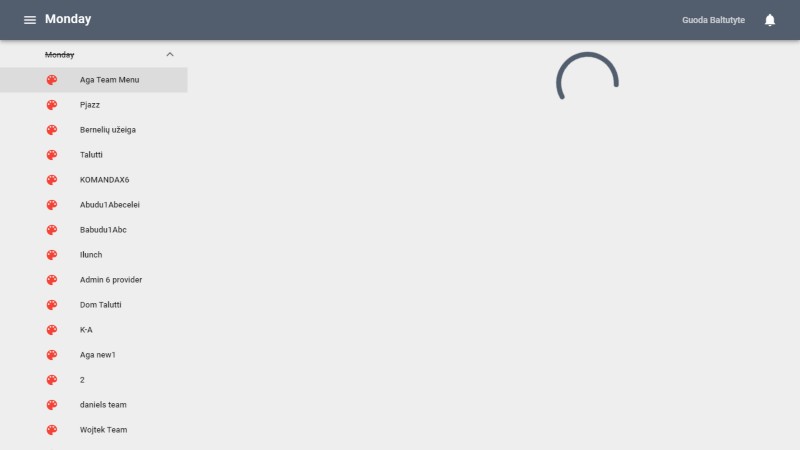 Monday
Guoda Baltutyte
Monday
Aga Team Menu
Pjazz
Bernelių užeiga
Talutti
KOMANDAX6
Abudu1Abecelei
Babudu1Abc
Ilunch
Admin 6 provider
Dom Talutti
K-A
Aga new1
2
daniels team
Wojtek Team